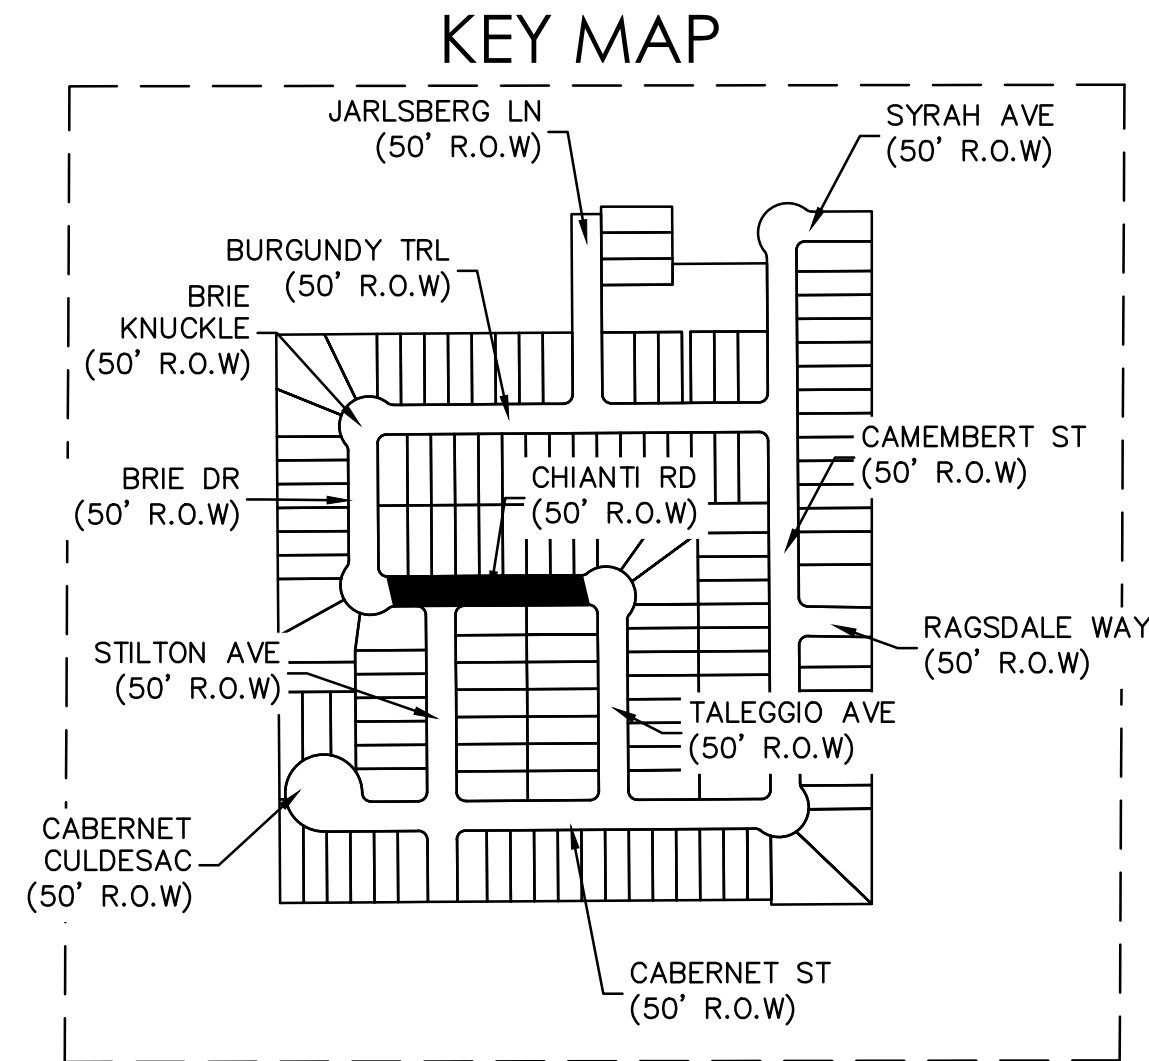 KEY MAP
JARLSBERG LN
(50' R.O.W)
SYRAH AVE
(50' R.O.W)
BURGUNDY TRL
(50' R.O.W)
BRIE
KNUCKLE
(50' R.O.W)
CAMEMBERT ST
(50' R.O.W)
CHIANTI RD
(50' R.O.W)
BRIE DR
(50' R.O.W)
RAGSDALE WAY
(50' R.O.W)
STILTON AVE
(50' R.O.W)
TALEGGIO AVE
(50' R.O.W)
CABERNET
CULDESAC
(50' R.O.W)
CABERNET ST
(50' R.O.W)